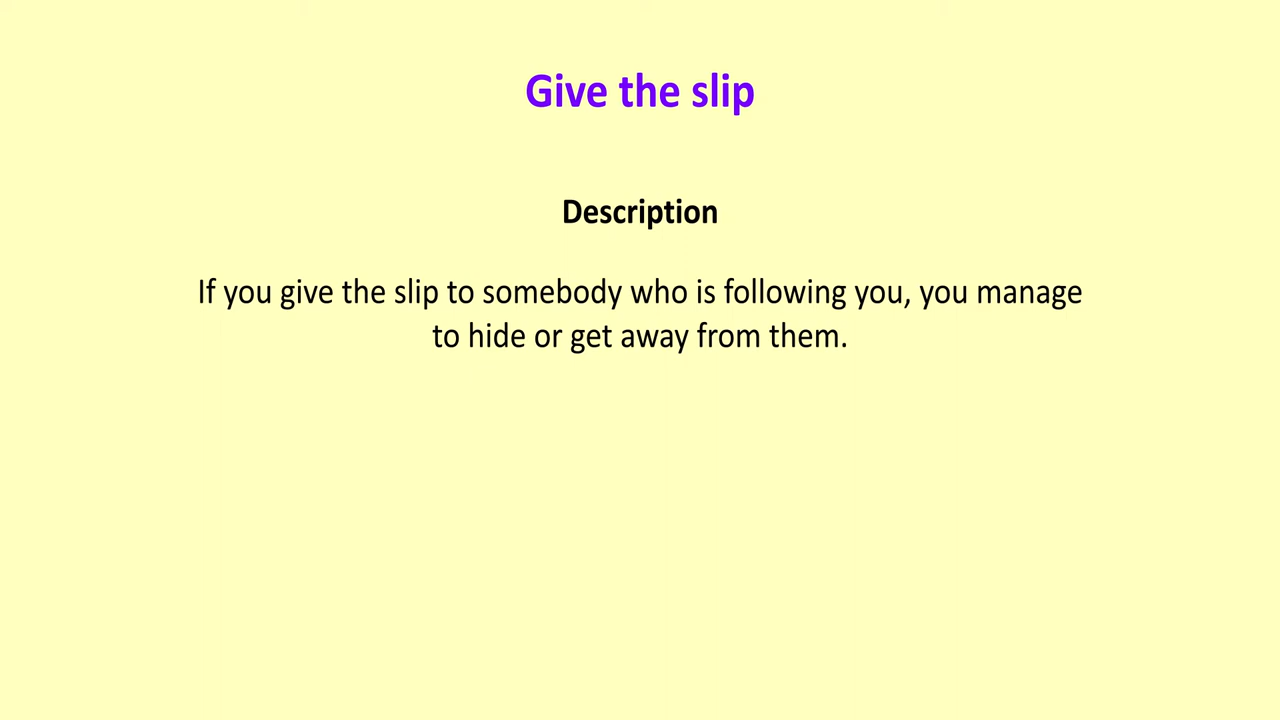 Give the slip
Description
If you give the slip to somebody who is following you, you manage
to hide or get away from them.